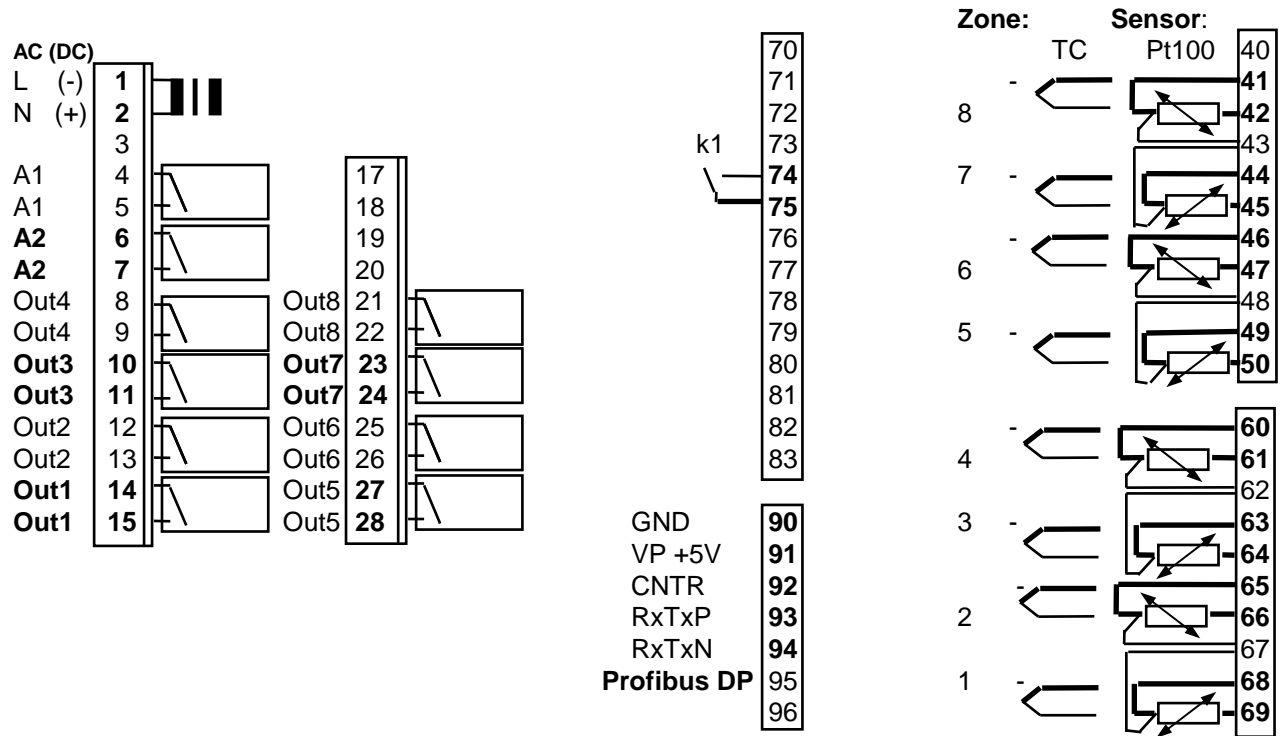 AC (DC)
L (-) 1
N (+) 2
3
A1 4
A1 5
A2 6
A2 7
Out4 8
Out4 9
Out3 10
Out3 11
Out2 12
Out2 13
Out1 14
Out1 15
17
18
19
20
Out8 21
Out8 22
Out7 23
Out7 24
Out6 25
Out6 26
Out5 27
Out5 28
70
71
72
k1 73
74
75
76
77
78
79
80
81
82
83
GND 90
VP +5V 91
CNTR 92
RxTxP 93
RxTxN 94
Profibus DP 95
96
Zone: Sensor:
TC Pt100 40
- 41
8 42
43
7 - 44
45
- 46
6 47
48
5 - 49
50
- 60
4 61
62
3 - 63
64
- 65
2 66
67
1 - 68
69